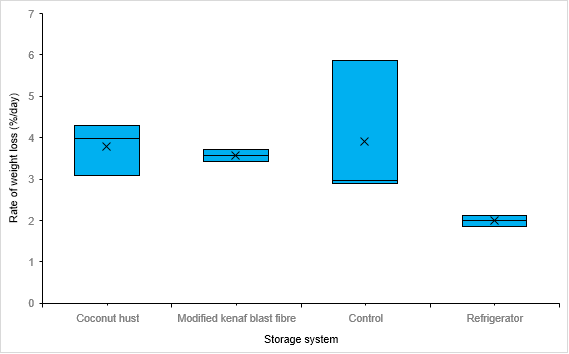 7
6
5
4
3
2
1
0
Rate of weight loss (%/day)
Coconut hust
Modified kenaf blast fibre
Control
Refrigerator
Storage system